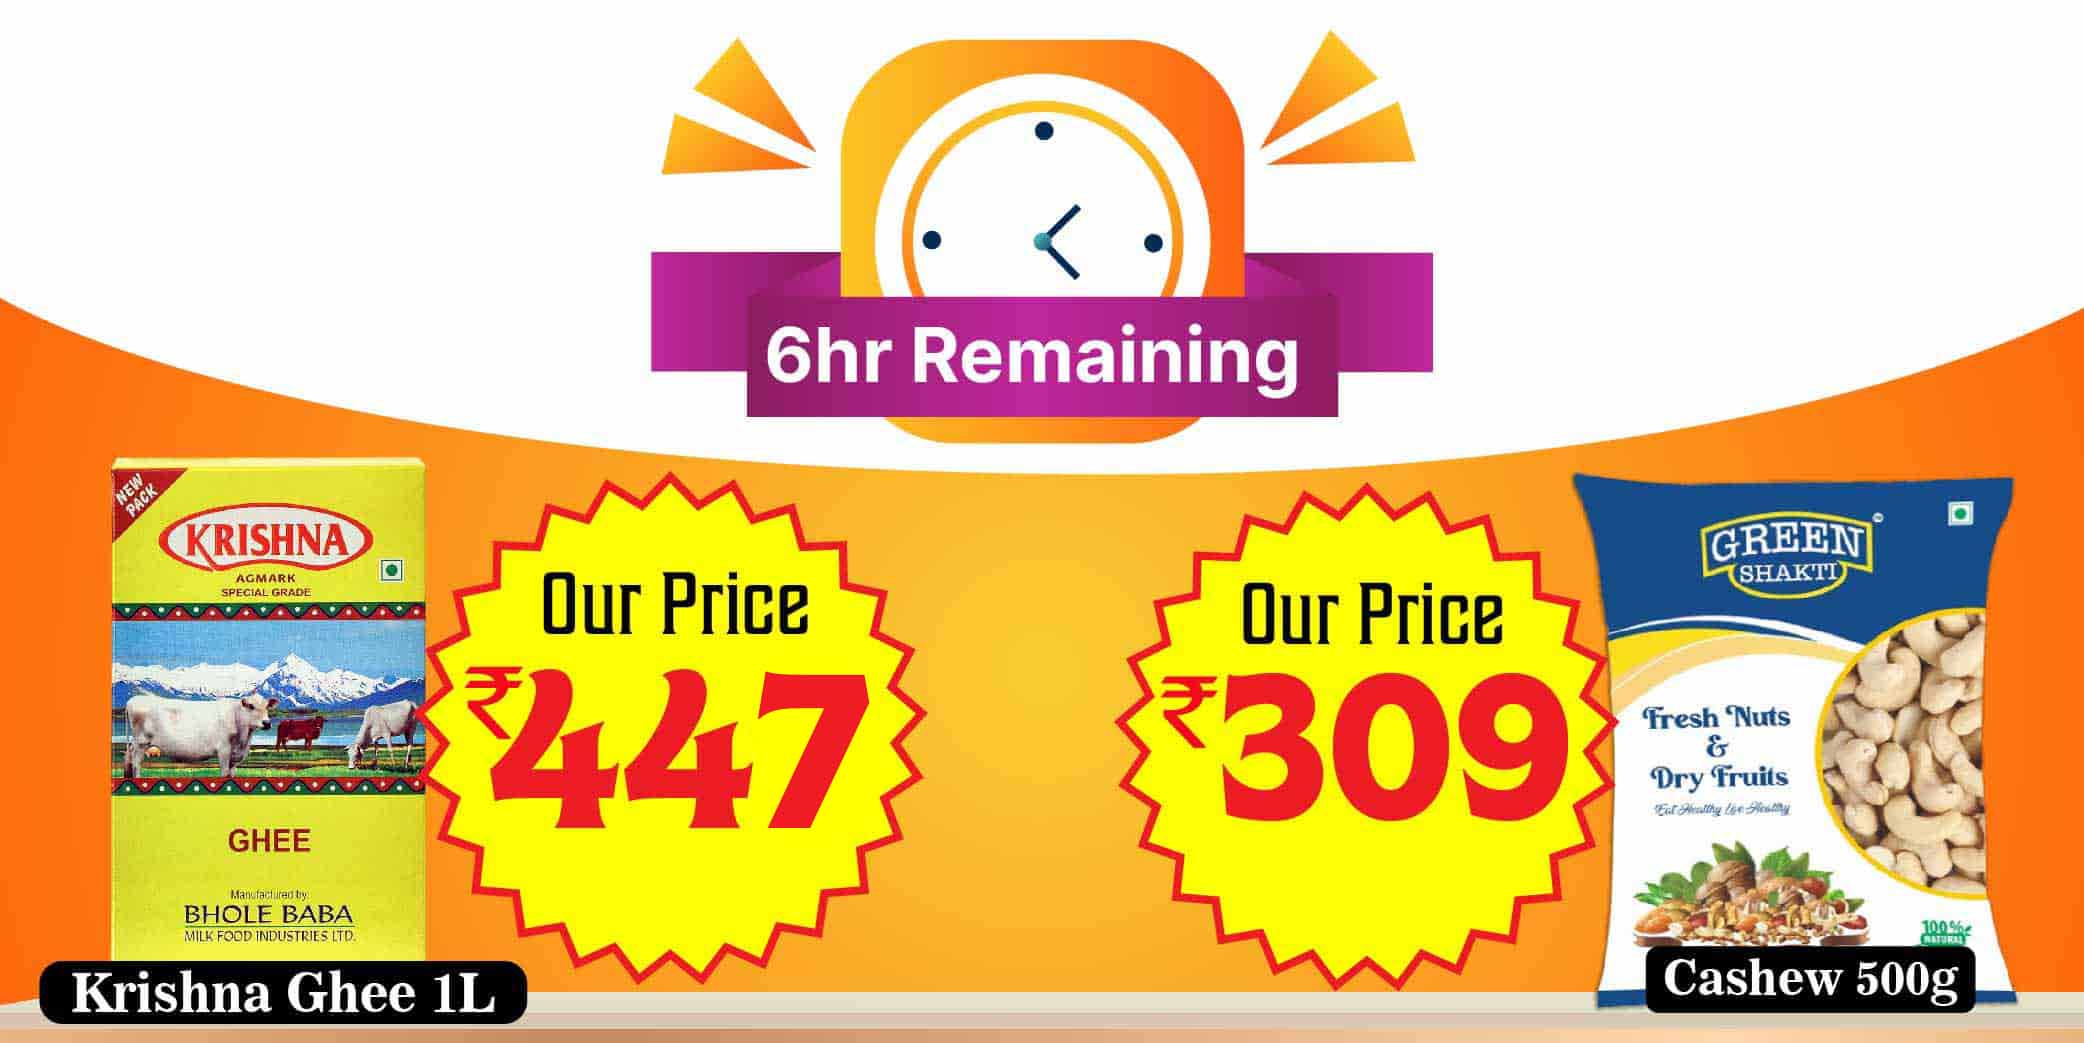 6hr Remaining
NEW
PACK
KRISHNA
AGMARK
SPECIAL GRADE
GHEE
Manufactured by:
BHOLE BABA
MILK FOOD INDUSTRIES LTD.
Krishna Ghee 1L
Our Price
₹447
Our Price
₹309
GREEN
SHAKTI
Fresh Nuts
&
Dry Fruits
Eat Healthy Live Healthy
100%
NATURAL
Cashew 500g